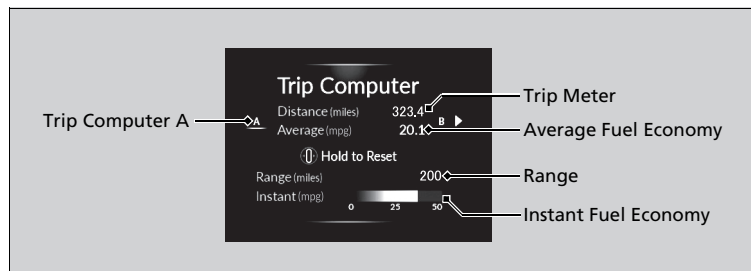 Trip Computer
Distance (miles) 323.4
A B
Average (mpg) 20.1
Hold to Reset
Range (miles) 200
Instant (mpg)
0 25 50
Trip Computer A
Trip Meter
Average Fuel Economy
Range
Instant Fuel Economy